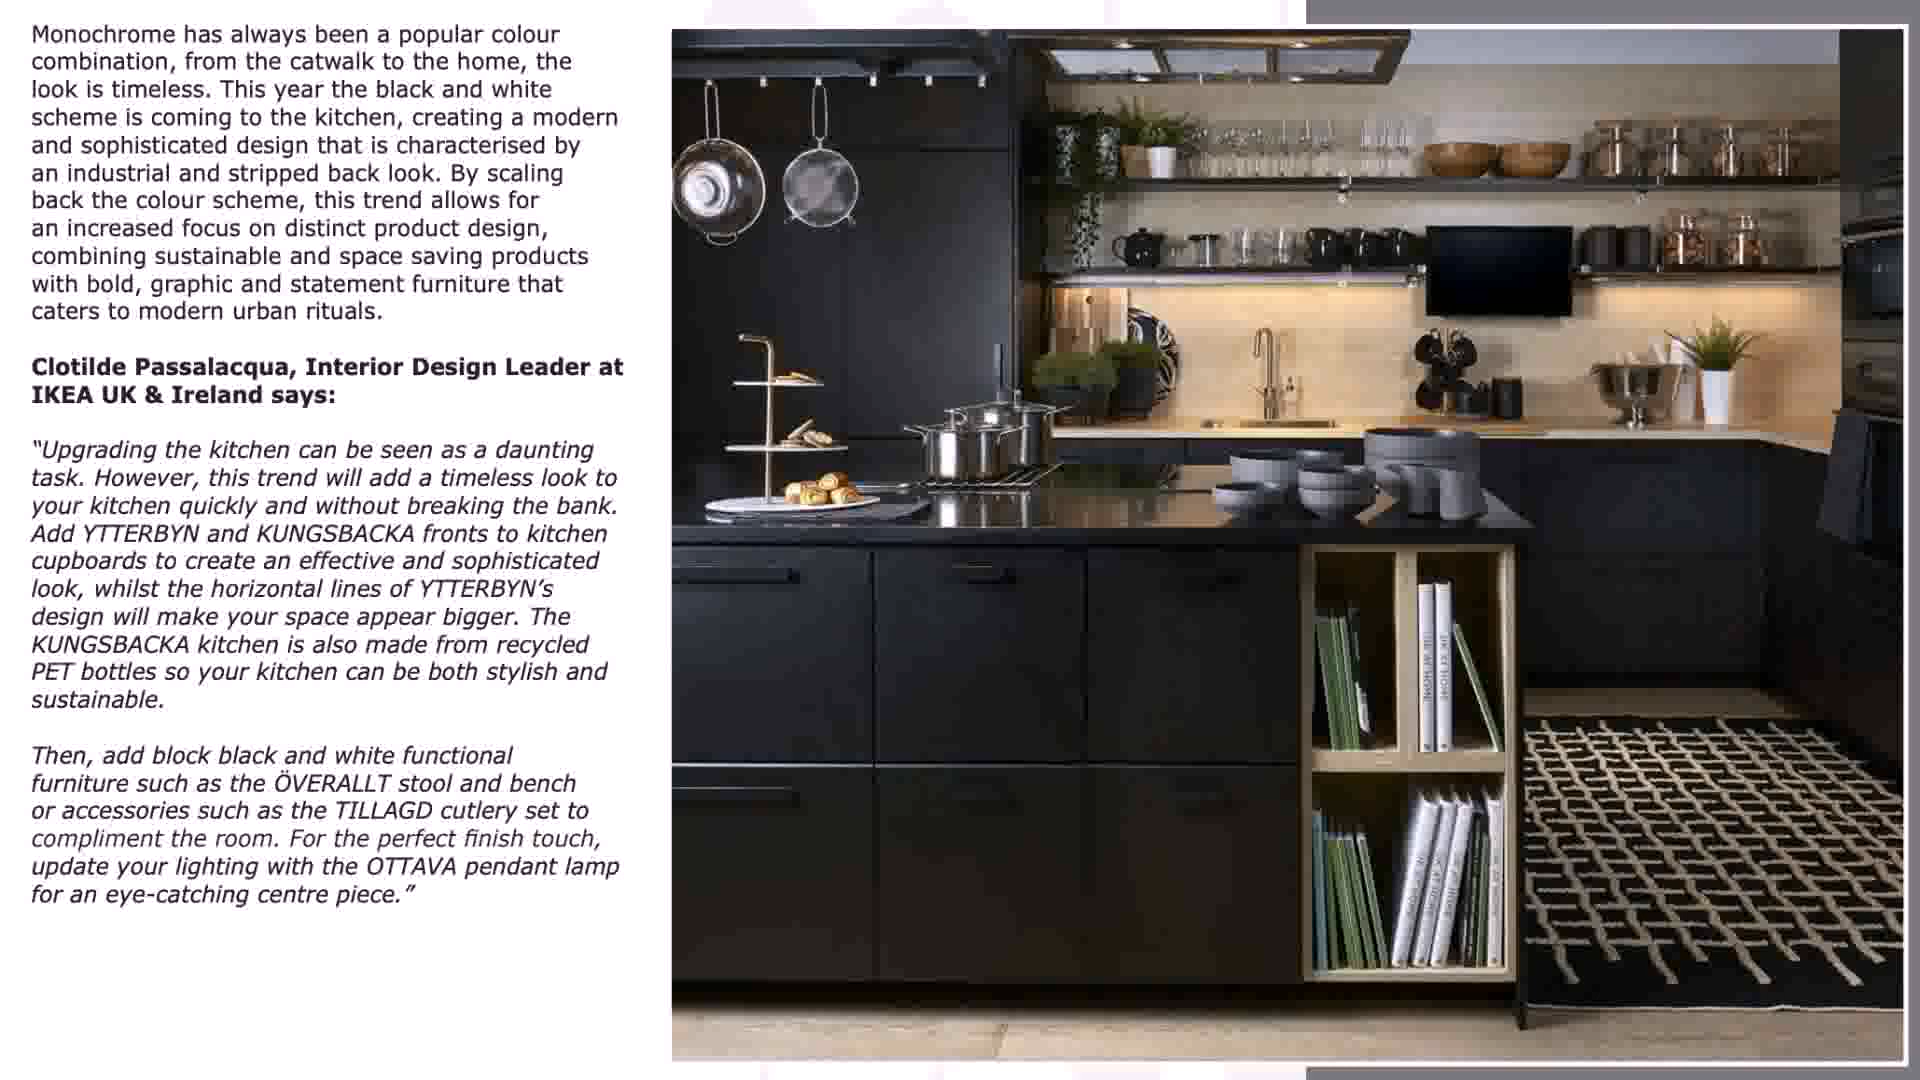 Monochrome has always been a popular colour
combination, from the catwalk to the home, the
look is timeless. This year the black and white
scheme is coming to the kitchen, creating a modern
and sophisticated design that is characterised by
an industrial and stripped back look. By scaling
back the colour scheme, this trend allows for
an increased focus on distinct product design,
combining sustainable and space saving products
with bold, graphic and statement furniture that
caters to modern urban rituals.
Clotilde Passalacqua, Interior Design Leader at
IKEA UK & Ireland says:
“Upgrading the kitchen can be seen as a daunting
task. However, this trend will add a timeless look to
your kitchen quickly and without breaking the bank.
Add YTTERBYN and KUNGSBACKA fronts to kitchen
cupboards to create an effective and sophisticated
look, whilst the horizontal lines of YTTERBYN’s
design will make your space appear bigger. The
KUNGSBACKA kitchen is also made from recycled
PET bottles so your kitchen can be both stylish and
sustainable.
Then, add block black and white functional
furniture such as the ÖVERALLT stool and bench
or accessories such as the TILLAGD cutlery set to
compliment the room. For the perfect finish touch,
update your lighting with the OTTAVA pendant lamp
for an eye-catching centre piece.”